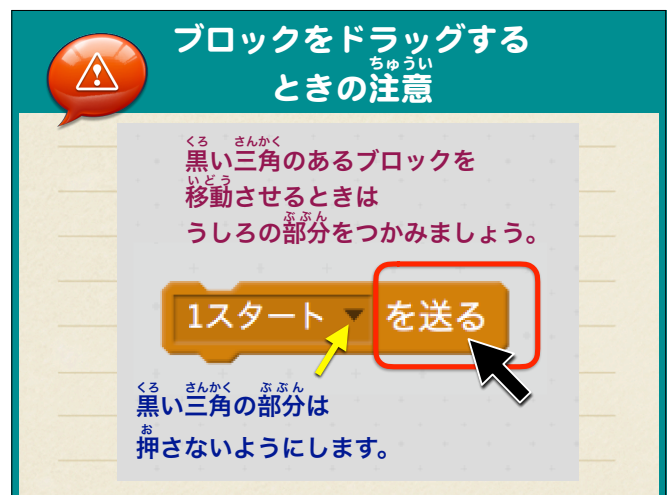 ブロックをドラッグする
ちゅうい
ときの注意
くろ さんかく
黒い三角のあるブロックを
いどう
移動させるときは
ぶぶん
うしろの部分をつかみましょう。
1スタート を送る
くろ さんかく ぶぶん
黒い三角の部分は
お
押さないようにします。